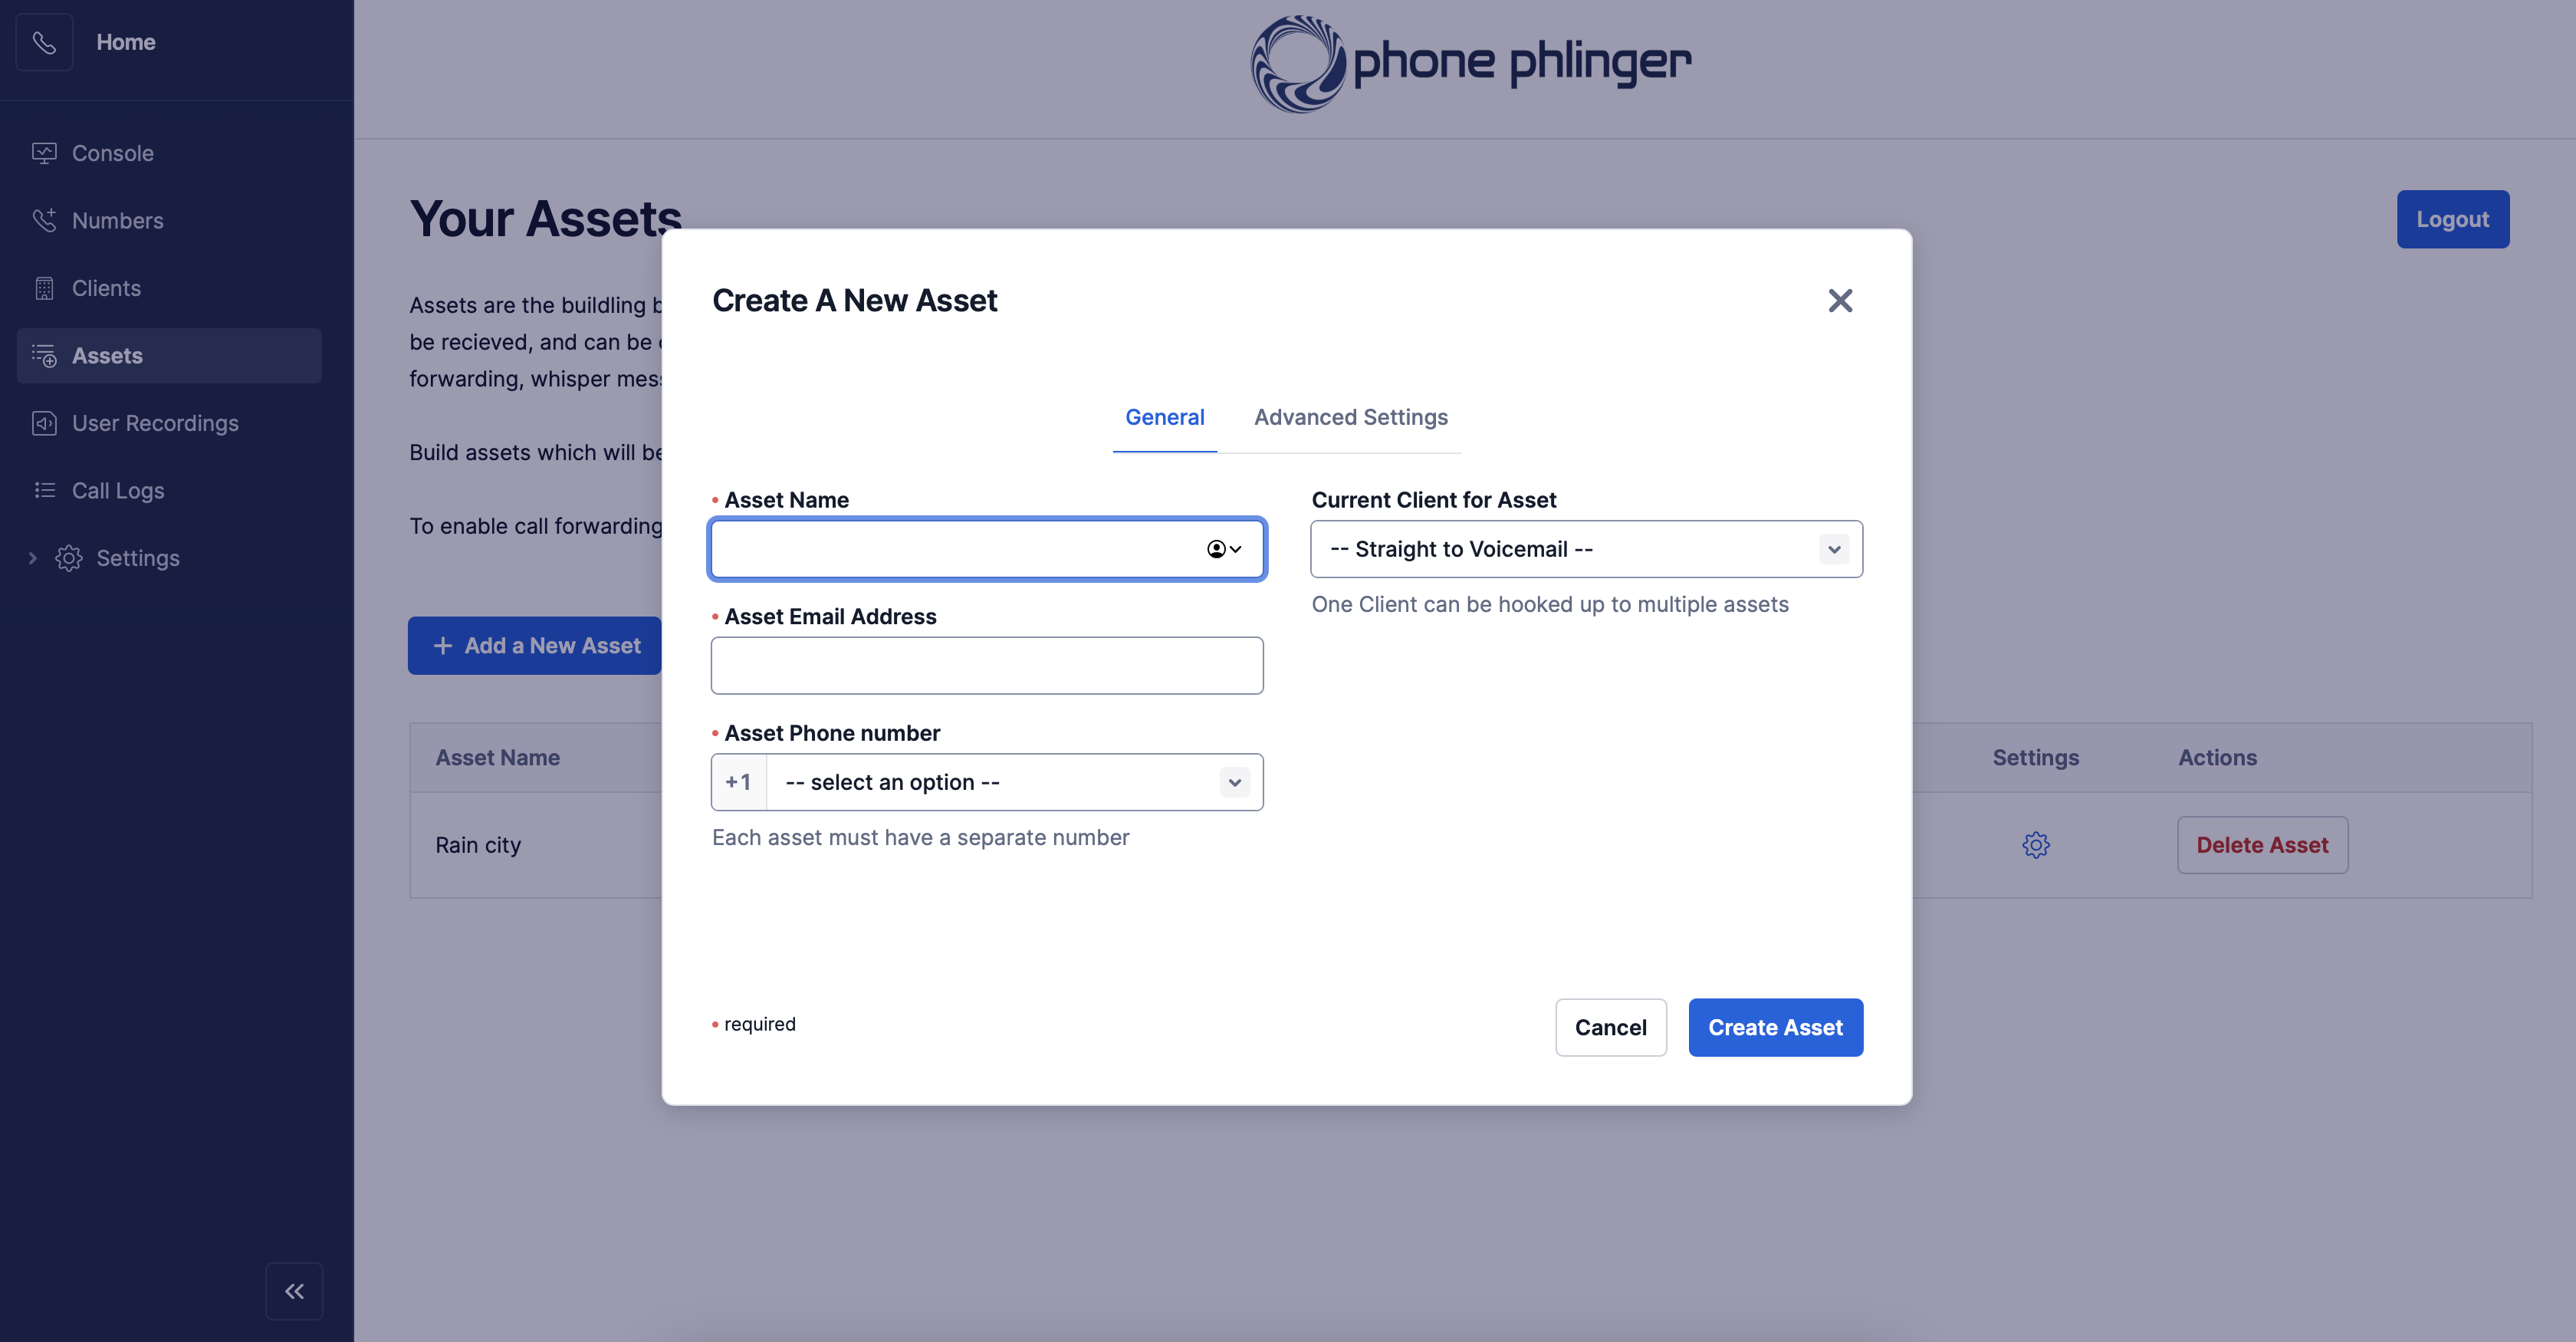 Home
Console
Numbers
Clients
Assets
User Recordings
Call Logs
Settings
phone phlinger
Your Assets
Logout
Assets are the buildling
be recieved, and can be
forwarding, whisper
Build assets which will
To enable call forwarding
Add a New Asset
Asset Name
Settings
Actions
Rain city
Delete Asset
Create A New Asset
General
Advanced Settings
• Asset Name
Current Client for Asset
-- Straight to Voicemail --
One Client can be hooked up to multiple assets
• Asset Email Address
• Asset Phone number
+1
-- select an option --
Each asset must have a separate number
• required
Cancel
Create Asset